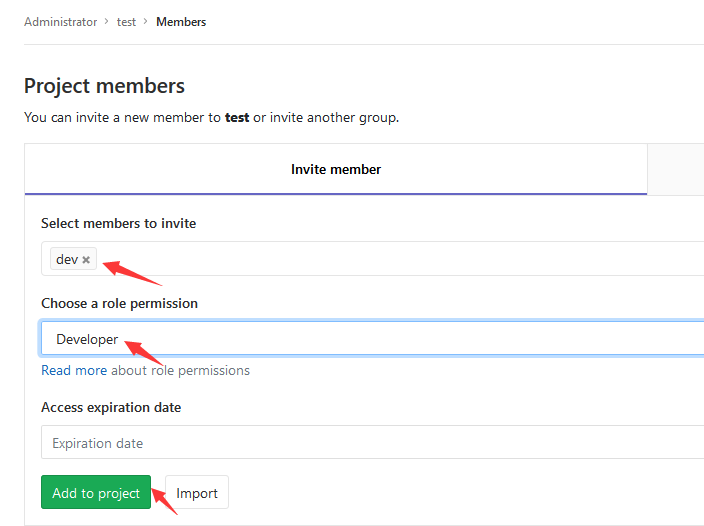 Administrator > test > Members
Project members
You can invite a new member to test or invite another group.
Invite member
Select members to invite
dev ×
Choose a role permission
Developer
Read more about role permissions
Access expiration date
Expiration date
Add to project Import